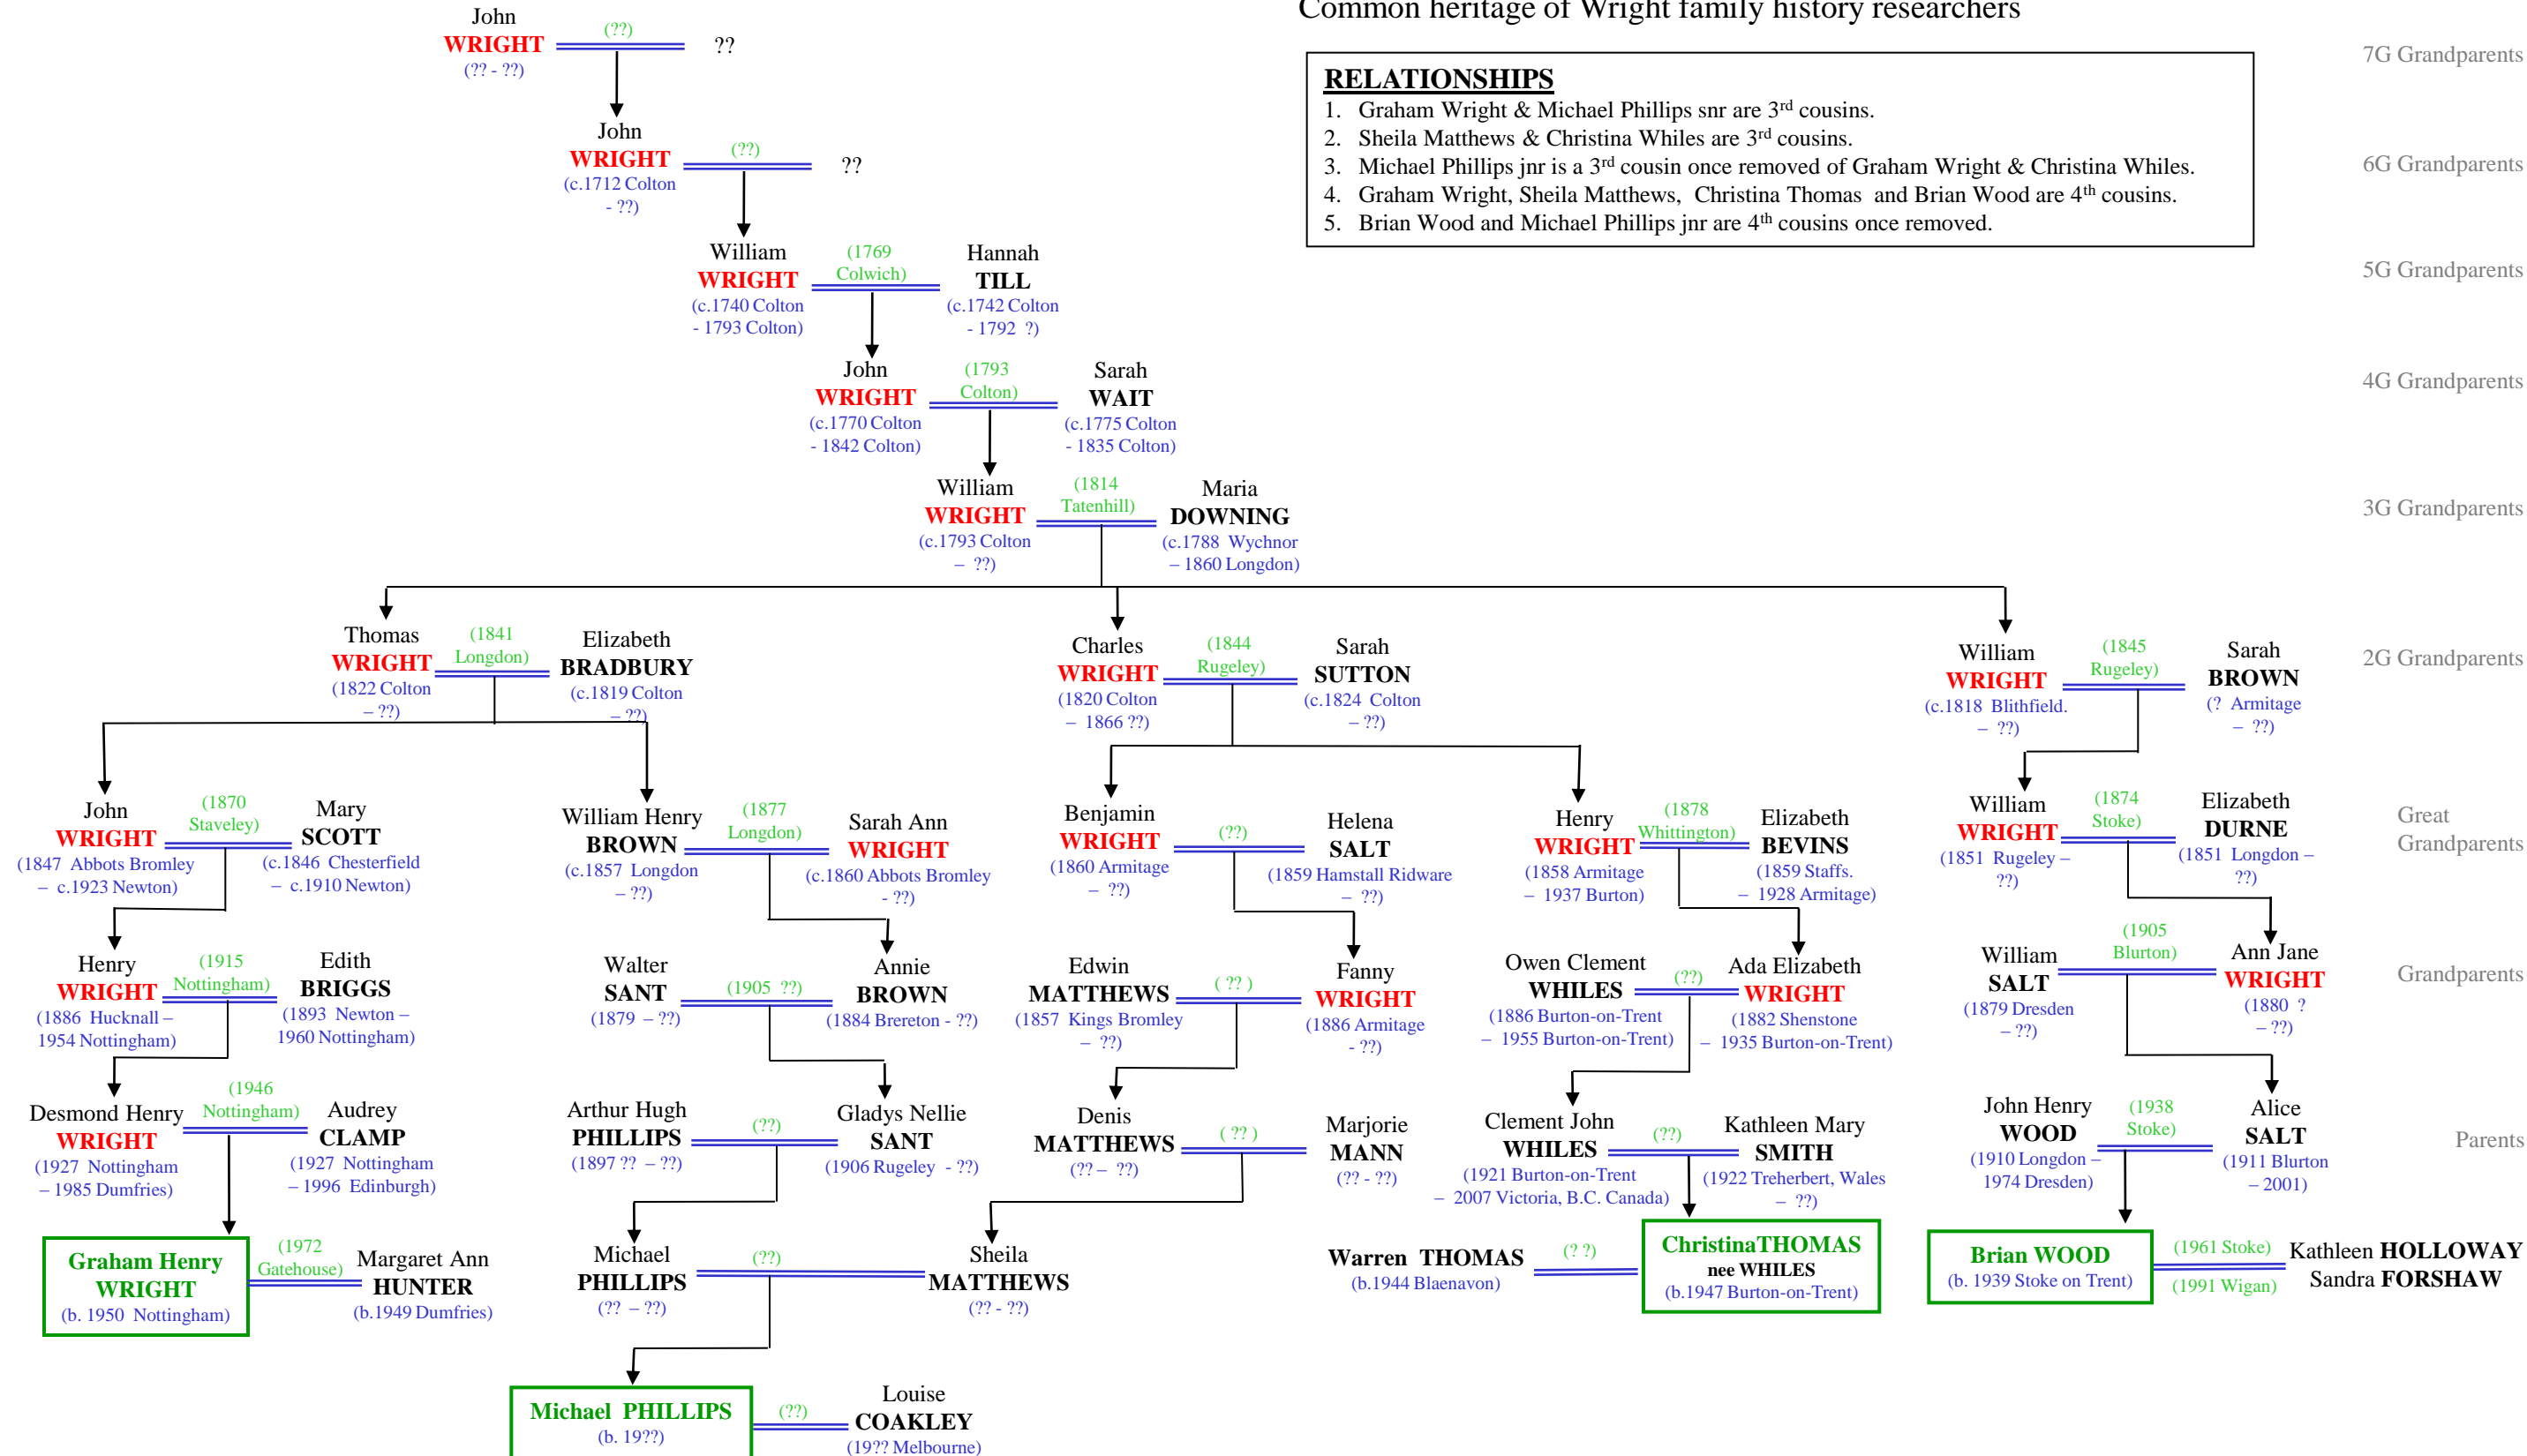 Common heritage of Wright family history researchers
RELATIONSHIPS
1. Graham Wright & Michael Phillips snr are 3rd cousins.
2. Sheila Matthews & Christina Whiles are 3rd cousins.
3. Michael Phillips jnr is a 3rd cousin once removed of Graham Wright & Christina Whiles.
4. Graham Wright, Sheila Matthews, Christina Thomas and Brian Wood are 4th cousins.
5. Brian Wood and Michael Phillips jnr are 4th cousins once removed.
7G Grandparents
John
WRIGHT
(?? - ??)
(??)
??
6G Grandparents
John
WRIGHT
(c.1712 Colton
- ??)
(??)
??
5G Grandparents
William
WRIGHT
(c.1740 Colton
- 1793 Colton)
(1769
Colwich)
Hannah
TILL
(c.1742 Colton
- 1792 ?)
4G Grandparents
John
WRIGHT
(c.1770 Colton
- 1842 Colton)
(1793
Colton)
Sarah
WAIT
(c.1775 Colton
- 1835 Colton)
3G Grandparents
William
WRIGHT
(c.1793 Colton
– ??)
(1814
Tatenhill)
Maria
DOWNING
(c.1788 Wychnor
– 1860 Longdon)
2G Grandparents
Thomas
WRIGHT
(1822 Colton
– ??)
(1841
Longdon)
Elizabeth
BRADBURY
(c.1819 Colton
– ??)
Charles
WRIGHT
(1820 Colton
– 1866 ??)
(1844
Rugeley)
Sarah
SUTTON
(c.1824 Colton
– ??)
William
WRIGHT
(c.1818 Blithfield.
– ??)
(1845
Rugeley)
Sarah
BROWN
(? Armitage
– ??)
Great
Grandparents
John
WRIGHT
(1847 Abbots Bromley
– c.1923 Newton)
(1870
Staveley)
Mary
SCOTT
(c.1846 Chesterfield
– c.1910 Newton)
William Henry
BROWN
(c.1857 Longdon
– ??)
(1877
Longdon)
Sarah Ann
WRIGHT
(c.1860 Abbots Bromley
- ??)
Benjamin
WRIGHT
(1860 Armitage
– ??)
(??)
Helena
SALT
(1859 Hamstall Ridware
– ??)
Henry
WRIGHT
(1858 Armitage
– 1937 Burton)
(1878
Whittington)
Elizabeth
BEVINS
(1859 Staffs.
– 1928 Armitage)
William
WRIGHT
(1851 Rugeley –
??)
(1874
Stoke)
Elizabeth
DURNE
(1851 Longdon –
??)
Grandparents
Henry
WRIGHT
(1886 Hucknall –
1954 Nottingham)
(1915
Nottingham)
Edith
BRIGGS
(1893 Newton –
1960 Nottingham)
Walter
SANT
(1879 – ??)
(1905 ??)
Annie
BROWN
(1884 Brereton - ??)
Edwin
MATTHEWS
(1857 Kings Bromley
– ??)
( ?? )
Fanny
WRIGHT
(1886 Armitage
- ??)
Owen Clement
WHILES
(1886 Burton-on-Trent
– 1955 Burton-on-Trent)
(??)
Ada Elizabeth
WRIGHT
(1882 Shenstone
– 1935 Burton-on-Trent)
William
SALT
(1879 Dresden
– ??)
(1905
Blurton)
Ann Jane
WRIGHT
(1880 ?
– ??)
Parents
Desmond Henry
WRIGHT
(1927 Nottingham
– 1985 Dumfries)
(1946
Nottingham)
Audrey
CLAMP
(1927 Nottingham
– 1996 Edinburgh)
Arthur Hugh
PHILLIPS
(1897 ?? – ??)
(??)
Gladys Nellie
SANT
(1906 Rugeley - ??)
Denis
MATTHEWS
(?? – ??)
( ?? )
Marjorie
MANN
(?? - ??)
Clement John
WHILES
(1921 Burton-on-Trent
– 2007 Victoria, B.C. Canada)
(??)
Kathleen Mary
SMITH
(1922 Treherbert, Wales
– ??)
John Henry
WOOD
(1910 Longdon –
1974 Dresden)
(1938
Stoke)
Alice
SALT
(1911 Blurton
– 2001)
Graham Henry
WRIGHT
(b. 1950 Nottingham)
(1972
Gatehouse)
Margaret Ann
HUNTER
(b.1949 Dumfries)
Michael
PHILLIPS
(?? – ??)
(??)
Sheila
MATTHEWS
(?? - ??)
Warren THOMAS
(b.1944 Blaenavon)
(? ?)
ChristinaTHOMAS
nee WHILES
(b.1947 Burton-on-Trent)
Brian WOOD
(b. 1939 Stoke on Trent)
(1961 Stoke)
(1991 Wigan)
Kathleen HOLLOWAY
Sandra FORSHAW
Michael PHILLIPS
(b. 19??)
(??)
Louise
COAKLEY
(19?? Melbourne)